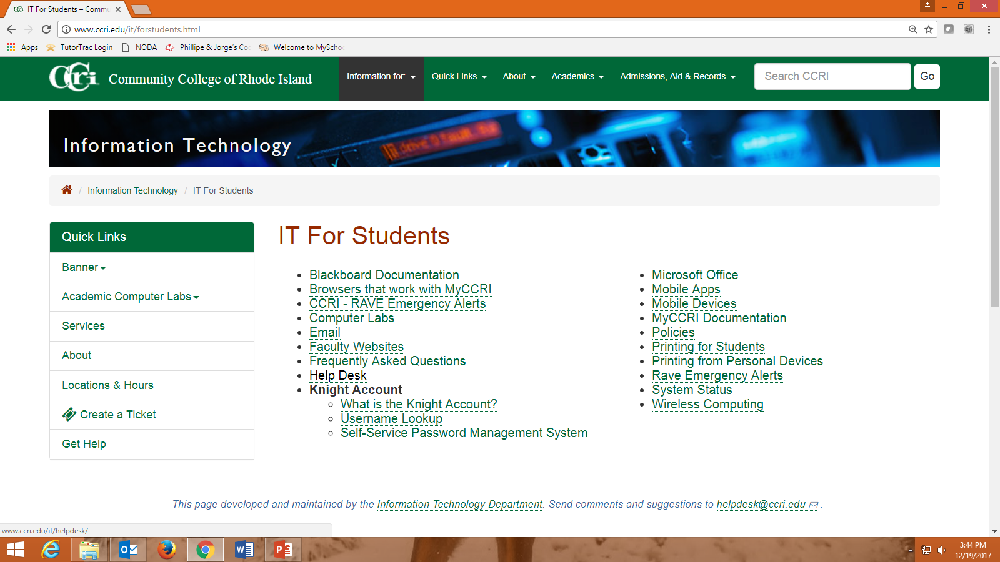 IT For Students – Commu
www.ccri.edu/it/forstudents.html
Apps TutorTrac Login NODA Phillipe & Jorge's Co Welcome to MySchoo
CCri Community College of Rhode Island Information for: Quick Links About Academics Admissions, Aid & Records Search CCRI Go
drive 0 fault.
Information Technology
/ Information Technology / IT For Students
Quick Links
Banner
Academic Computer Labs
Services
About
Locations & Hours
Create a Ticket
Get Help
IT For Students
Blackboard Documentation
Browsers that work with MyCCRI
CCRI - RAVE Emergency Alerts
Computer Labs
Email
Faculty Websites
Frequently Asked Questions
Help Desk
Knight Account
What is the Knight Account?
Username Lookup
Self-Service Password Management System
Microsoft Office
Mobile Apps
Mobile Devices
MyCCRI Documentation
Policies
Printing for Students
Printing from Personal Devices
Rave Emergency Alerts
System Status
Wireless Computing
This page developed and maintained by the Information Technology Department. Send comments and suggestions to helpdesk@ccri.edu .
www.ccri.edu/it/helpdesk/
3:44 PM
12/19/2017